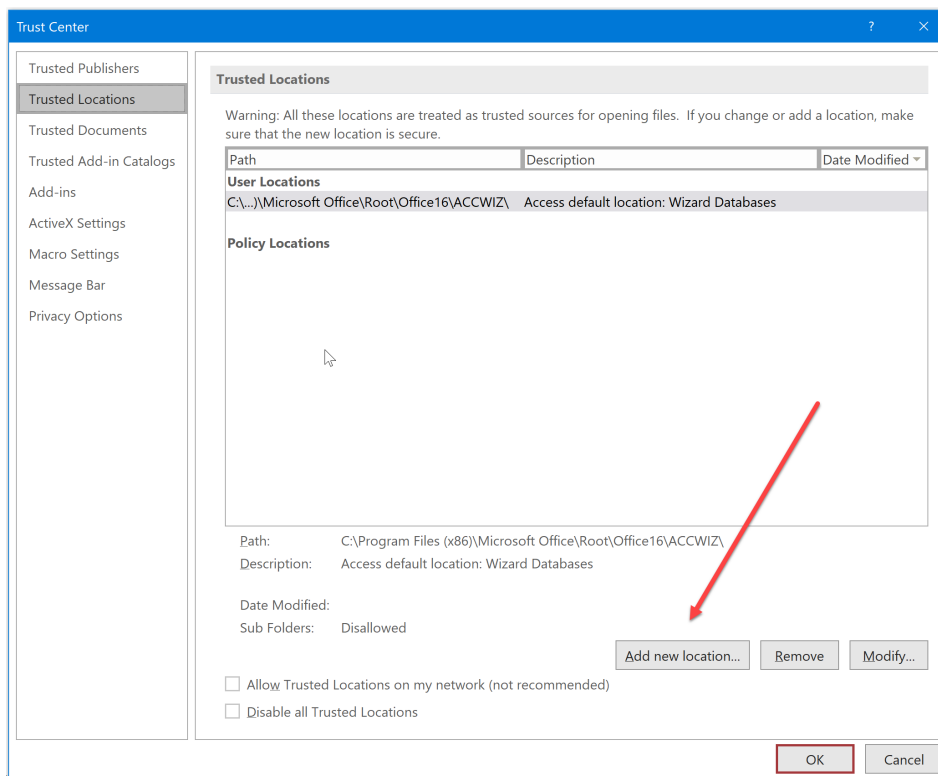 Trust Center
?
Trusted Publishers
Trusted Locations
Trusted Documents
Trusted Add-in Catalogs
Add-ins
ActiveX Settings
Macro Settings
Message Bar
Privacy Options
Trusted Locations
Warning: All these locations are treated as trusted sources for opening files.  If you change or add a location, make
sure that the new location is secure.
Path Description Date Modified
User Locations
C:\...)\Microsoft Office\Root\Office16\ACCWIZ\ Access default location: Wizard Databases
Policy Locations
Path: C:\Program Files (x86)\Microsoft Office\Root\Office16\ACCWIZ\
Description: Access default location: Wizard Databases
Date Modified:
Sub Folders: Disallowed
Add new location... Remove Modify...
Allow Trusted Locations on my network (not recommended)
Disable all Trusted Locations
OK Cancel